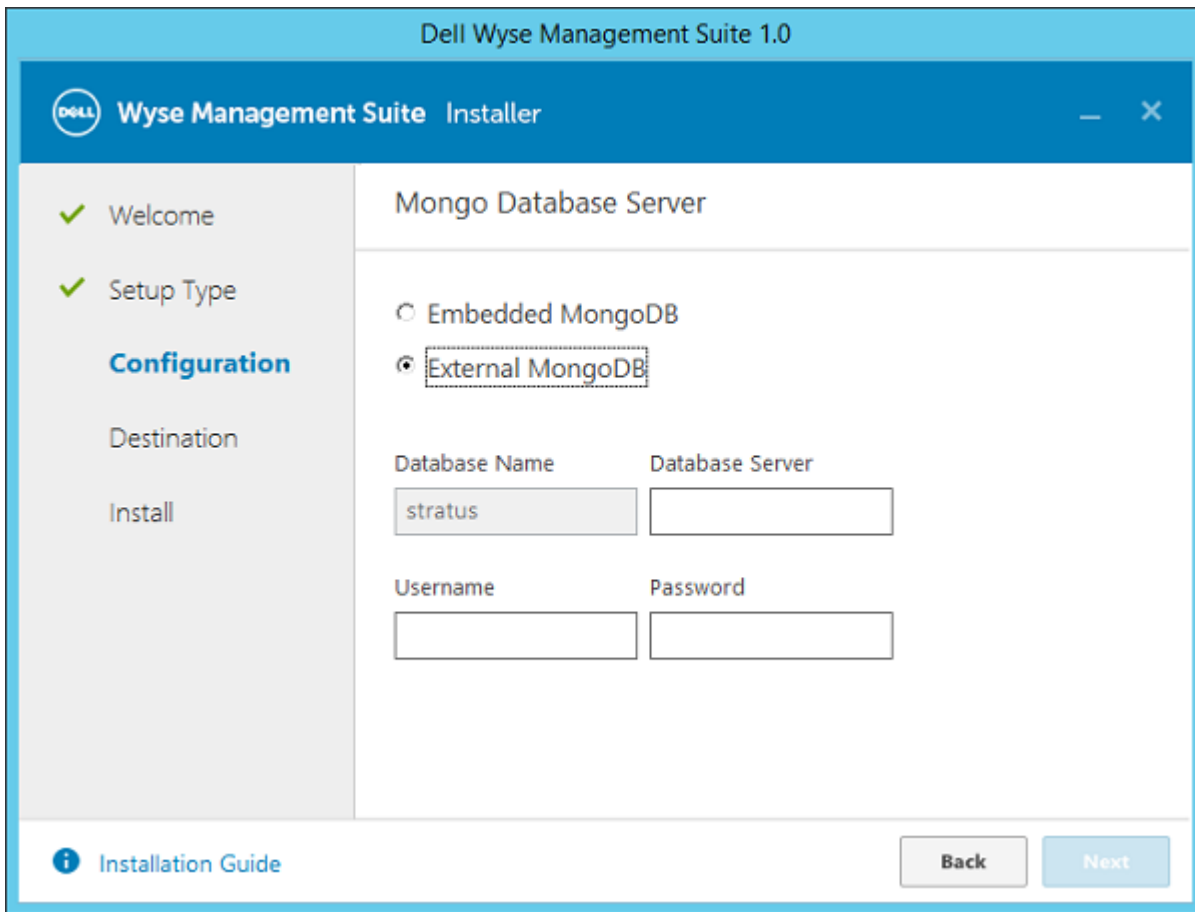 Dell Wyse Management Suite 1.0
DELL Wyse Management Suite Installer
Welcome
Mongo Database Server
Setup Type
Embedded MongoDB
Configuration
External MongoDB
Destination
Database Name Database Server
stratus
Install
Username Password
Installation Guide
Back Next